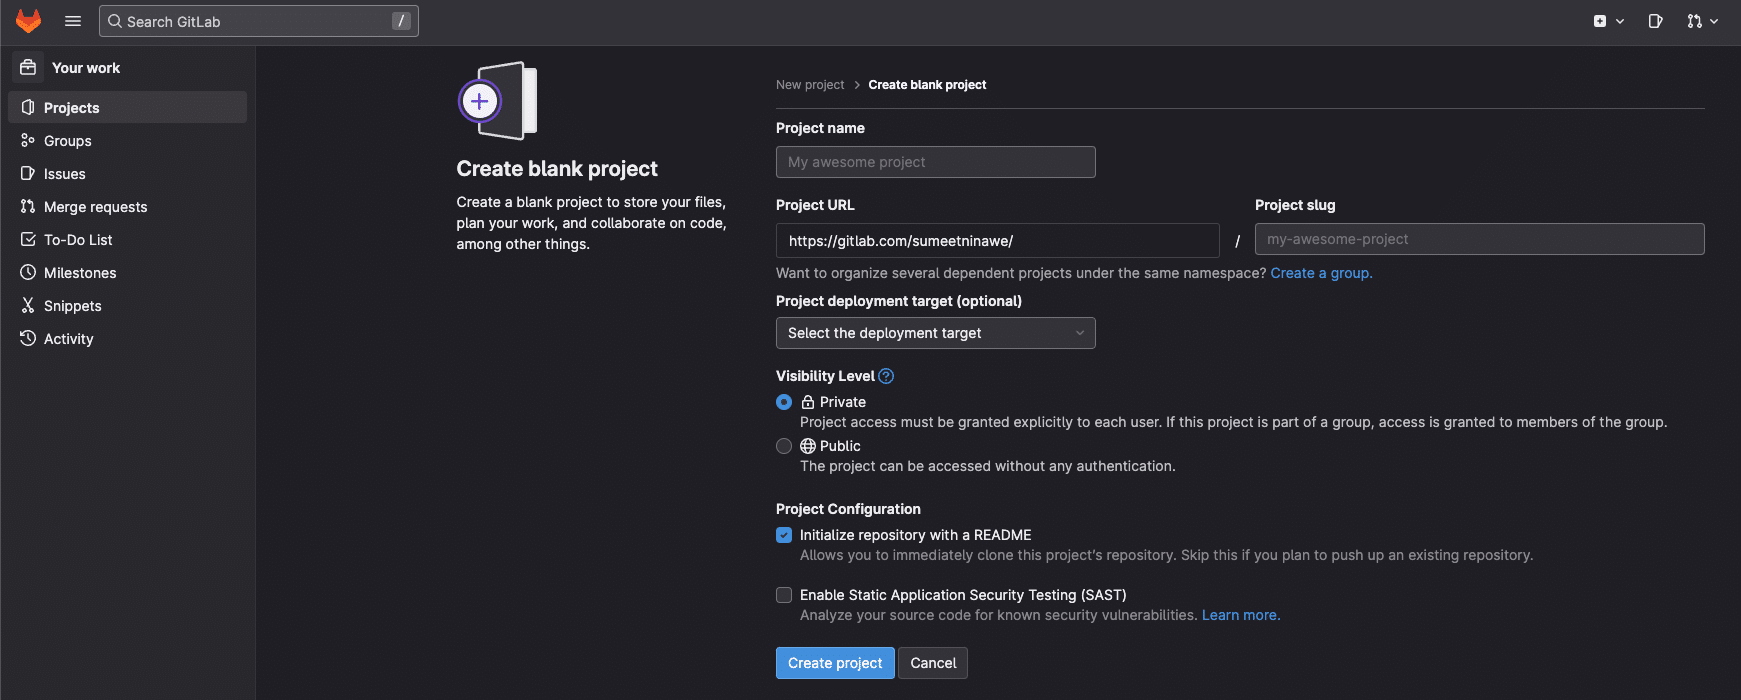 Search GitLab /
Your work
Projects
Groups
Issues
Merge requests
To-Do List
Milestones
Snippets
Activity
Create blank project
Create a blank project to store your files,
plan your work, and collaborate on code,
among other things.
New project > Create blank project
Project name
My awesome project
Project URL
Project slug
https://gitlab.com/sumeetninawe/ / my-awesome-project
Want to organize several dependent projects under the same namespace? Create a group.
Project deployment target (optional)
Select the deployment target
Visibility Level ?
Private
Project access must be granted explicitly to each user. If this project is part of a group, access is granted to members of the group.
Public
The project can be accessed without any authentication.
Project Configuration
Initialize repository with a README
Allows you to immediately clone this project's repository. Skip this if you plan to push up an existing repository.
Enable Static Application Security Testing (SAST)
Analyze your source code for known security vulnerabilities. Learn more.
Create project Cancel